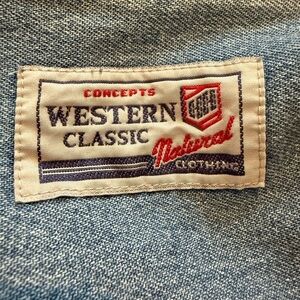 CONCEPTS
WESTERN
CLASSIC
Natural
CLOTHING